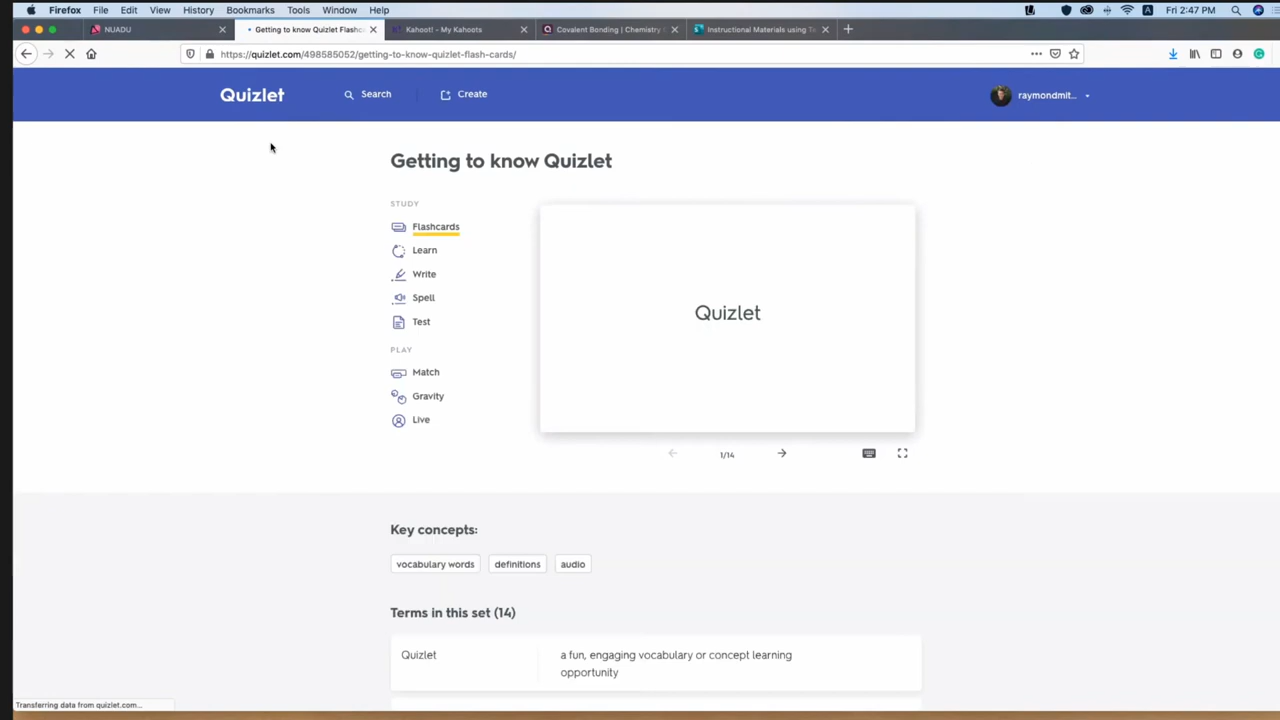 Firefox File Edit View History Bookmarks Tools Window Help Fri 2:47 PM
NUADU Getting to know Quizlet Flashc Kahoot! - My Kahoots Covalent Bonding | Chemistry Instructional Materials using Te
https://quizlet.com/498585052/getting-to-know-quizlet-flash-cards/
Quizlet Search Create raymondmit...
Getting to know Quizlet
STUDY
Flashcards
Learn
Write
Spell
Test
PLAY
Match
Gravity
Live
Quizlet
1/14
Key concepts:
vocabulary words definitions audio
Terms in this set (14)
Quizlet a fun, engaging vocabulary or concept learning
opportunity
Transferring data from quizlet.com...